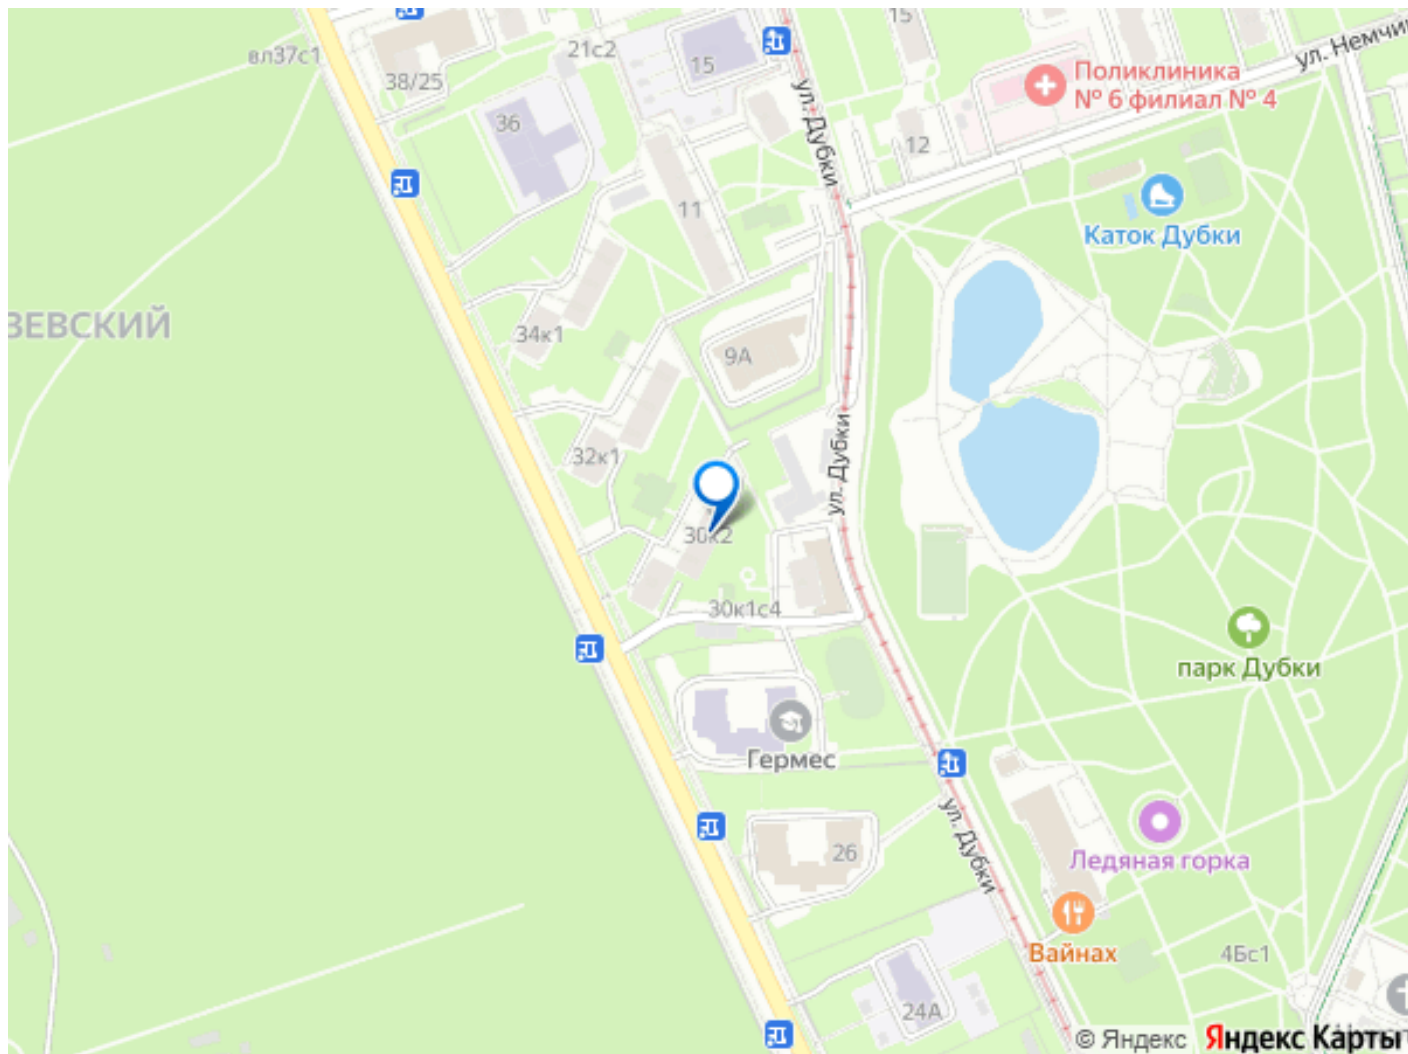 вл37с1
38/25
21с2
15
15
ул. Немчи
Поликлиника
№ 6 филиал № 4
36
ул. Дубки
12
11
Каток Дубки
ЗЕВСКИЙ
34к1
9А
32к1
ул. Дубки
30к2
30к1с4
парк Дубки
Гермес
ул. Дубки
26
Ледяная горка
Вайнах
4Бс1
24А
© Яндекс Яндекс Карты